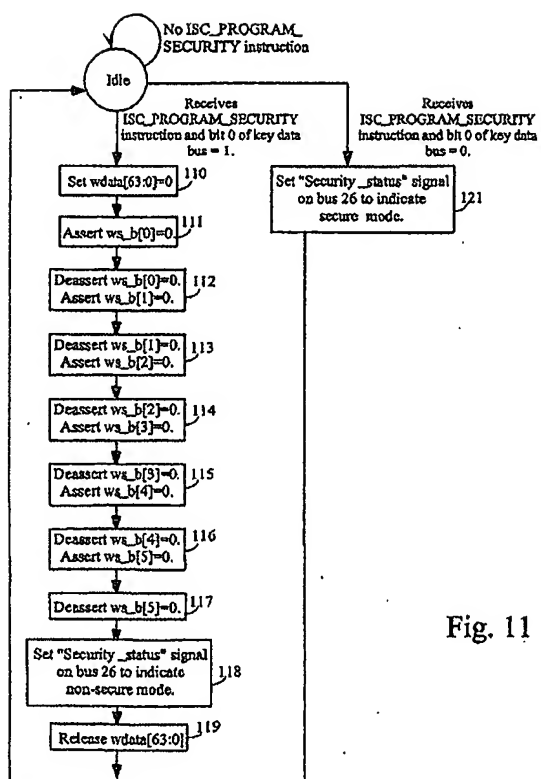 No ISC_PROGRAM_
SECURITY instruction
Idle
Receives
ISC_PROGRAM_SECURITY
instruction and bit 0 of key data
bus = 1.
Receives
ISC_PROGRAM_SECURITY
instruction and bit 0 of key data
bus = 0.
Set wdata[63:0]=0
110
Set "Security_status" signal
on bus 26 to indicate
secure mode.
121
Assert ws_b[0]=0.
111
Deassert ws_b[0]=0.
Assert ws_b[1]=0.
112
Deassert ws_b[1]=0.
Assert ws_b[2]=0.
113
Deassert ws_b[2]=0.
Assert ws_b[3]=0.
114
Deassert ws_b[3]=0.
Assert ws_b[4]=0.
115
Deassert ws_b[4]=0.
Assert ws_b[5]=0.
116
Deassert ws_b[5]=0.
117
Set "Security_status" signal
on bus 26 to indicate
non-secure mode.
118
Release wdata[63:0]
119
Fig. 11